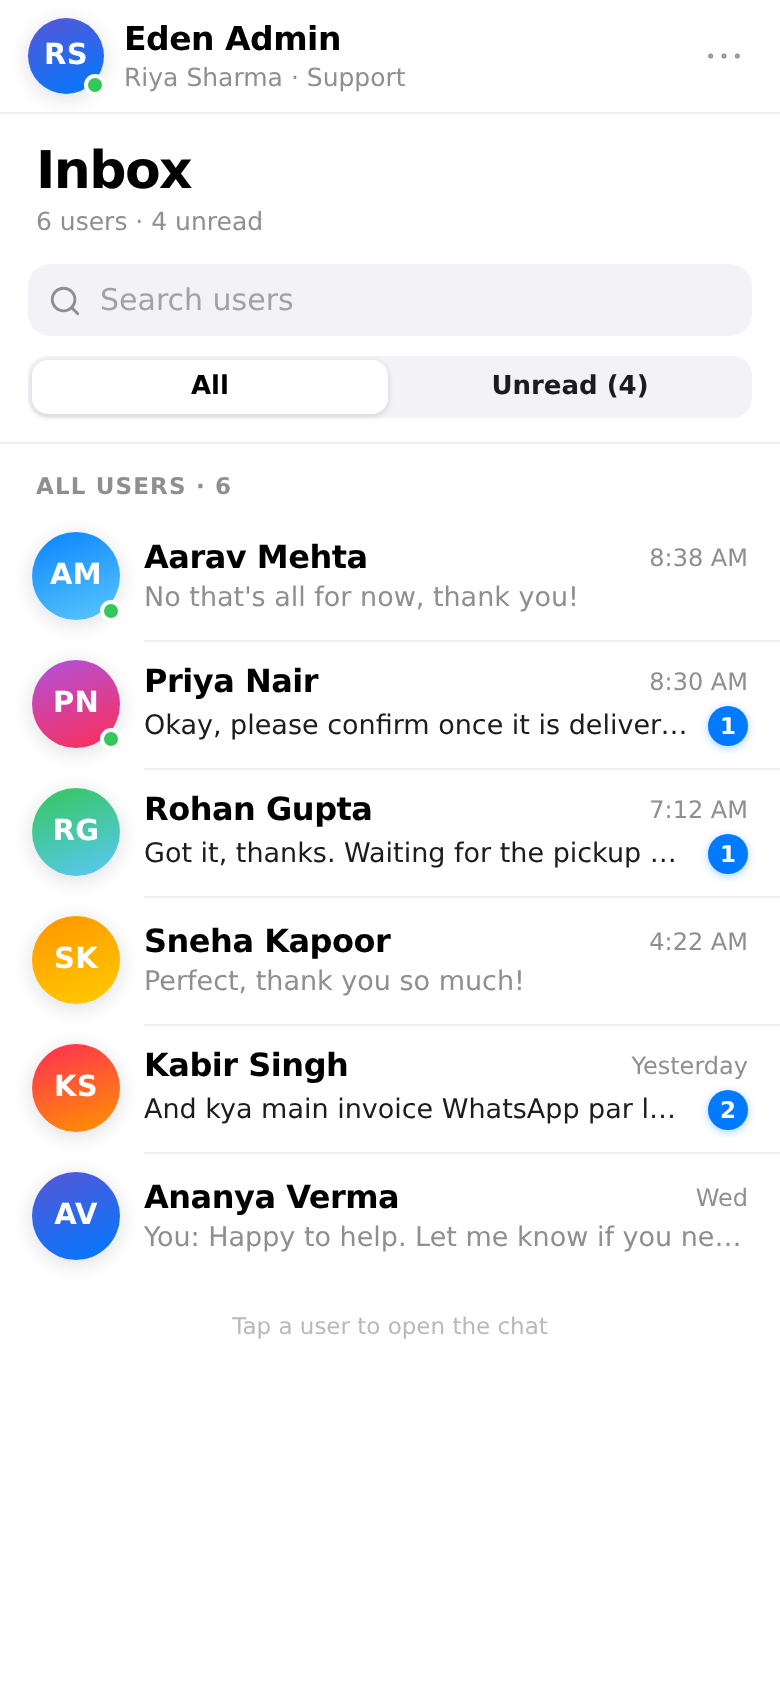 RS
Eden Admin
Riya Sharma · Support
Inbox
6 users · 4 unread
Search users
All
Unread (4)
ALL USERS · 6
AM
Aarav Mehta
8:38 AM
No that's all for now, thank you!
PN
Priya Nair
8:30 AM
Okay, please confirm once it is deliver...
1
RG
Rohan Gupta
7:12 AM
Got it, thanks. Waiting for the pickup ...
1
SK
Sneha Kapoor
4:22 AM
Perfect, thank you so much!
KS
Kabir Singh
Yesterday
And kya main invoice WhatsApp par l...
2
AV
Ananya Verma
Wed
You: Happy to help. Let me know if you ne...
Tap a user to open the chat